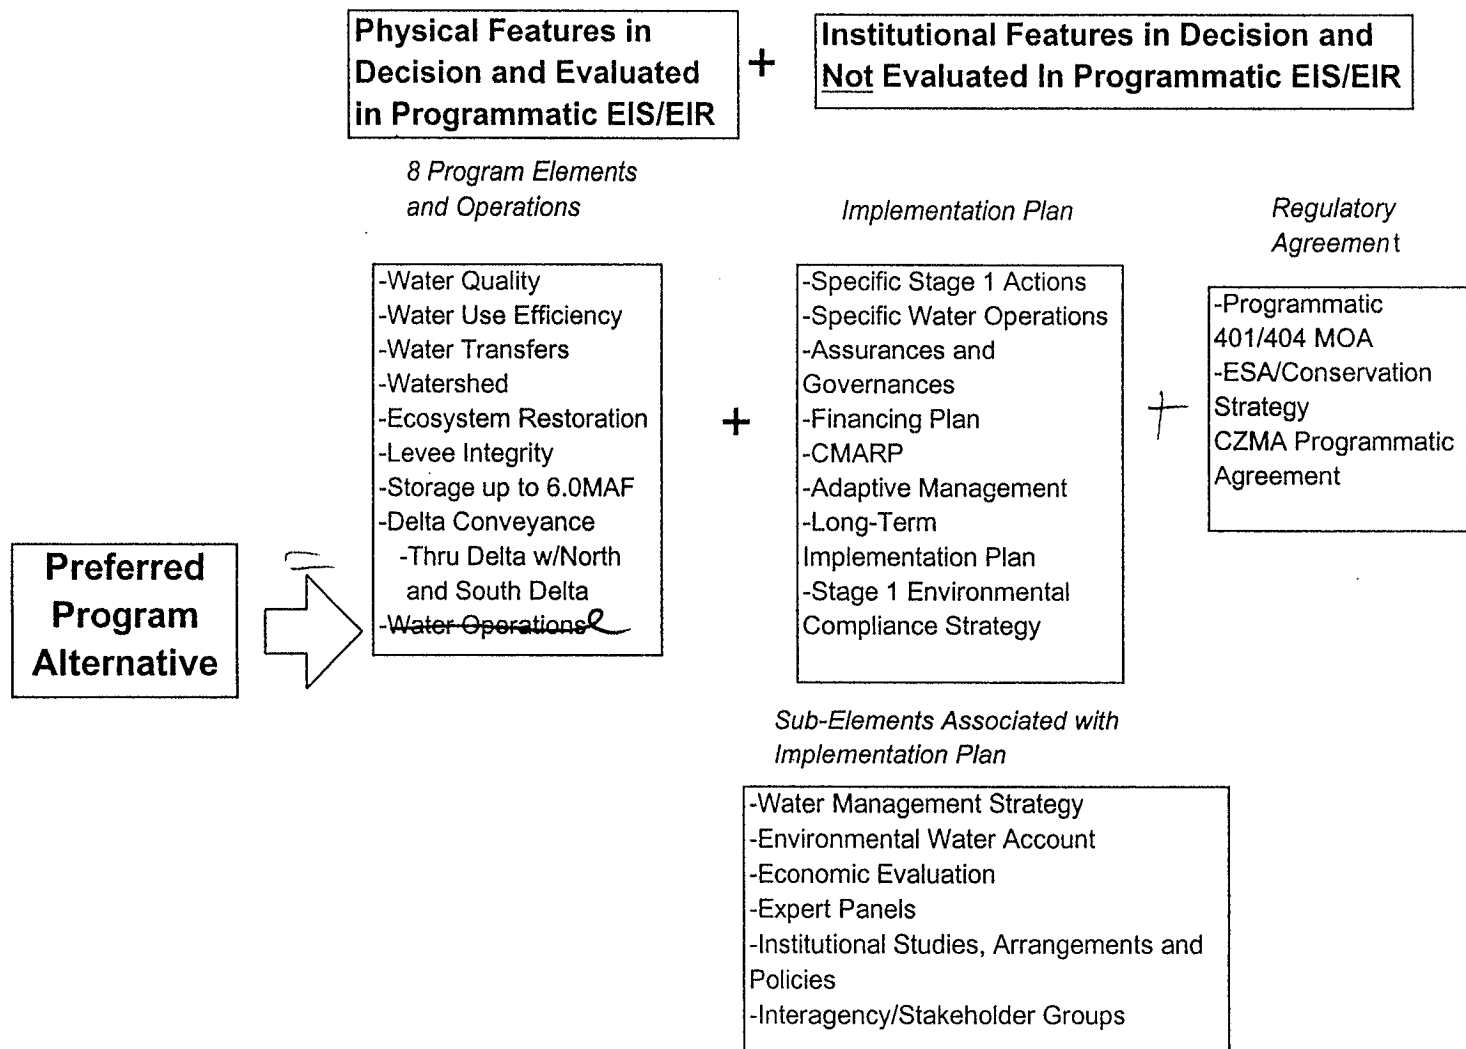 Physical Features in
Decision and Evaluated
in Programmatic EIS/EIR
+
Institutional Features in Decision and
Not Evaluated In Programmatic EIS/EIR
8 Program Elements
and Operations
Implementation Plan
Regulatory
Agreement
-Water Quality
-Water Use Efficiency
-Water Transfers
-Watershed
-Ecosystem Restoration
-Levee Integrity
-Storage up to 6.0MAF
-Delta Conveyance
-Thru Delta w/North
and South Delta
-Water Operations
+
-Specific Stage 1 Actions
-Specific Water Operations
-Assurances and
Governances
-Financing Plan
-CMARP
-Adaptive Management
-Long-Term
Implementation Plan
-Stage 1 Environmental
Compliance Strategy
+
-Programmatic
401/404 MOA
-ESA/Conservation
Strategy
CZMA Programmatic
Agreement
Preferred
Program
Alternative
=
Sub-Elements Associated with
Implementation Plan
-Water Management Strategy
-Environmental Water Account
-Economic Evaluation
-Expert Panels
-Institutional Studies, Arrangements and
Policies
-Interagency/Stakeholder Groups